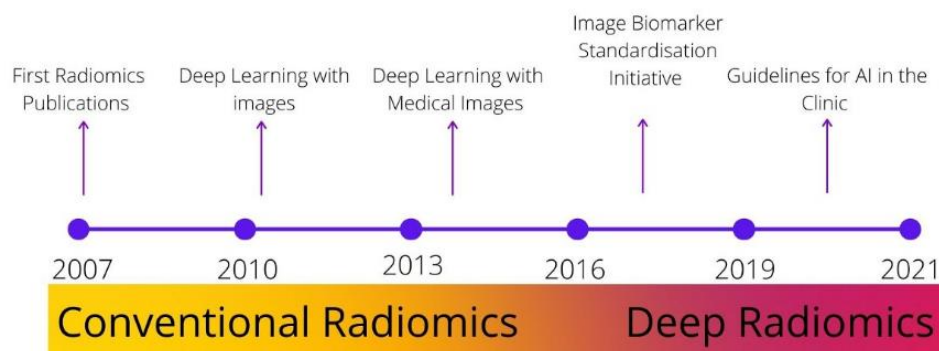 First Radiomics
Publications
Deep Learning with
images
Deep Learning with
Medical Images
Image Biomarker
Standardisation
Initiative
Guidelines for AI in the
Clinic
2007
2010
2013
2016
2019
2021
Conventional Radiomics
Deep Radiomics